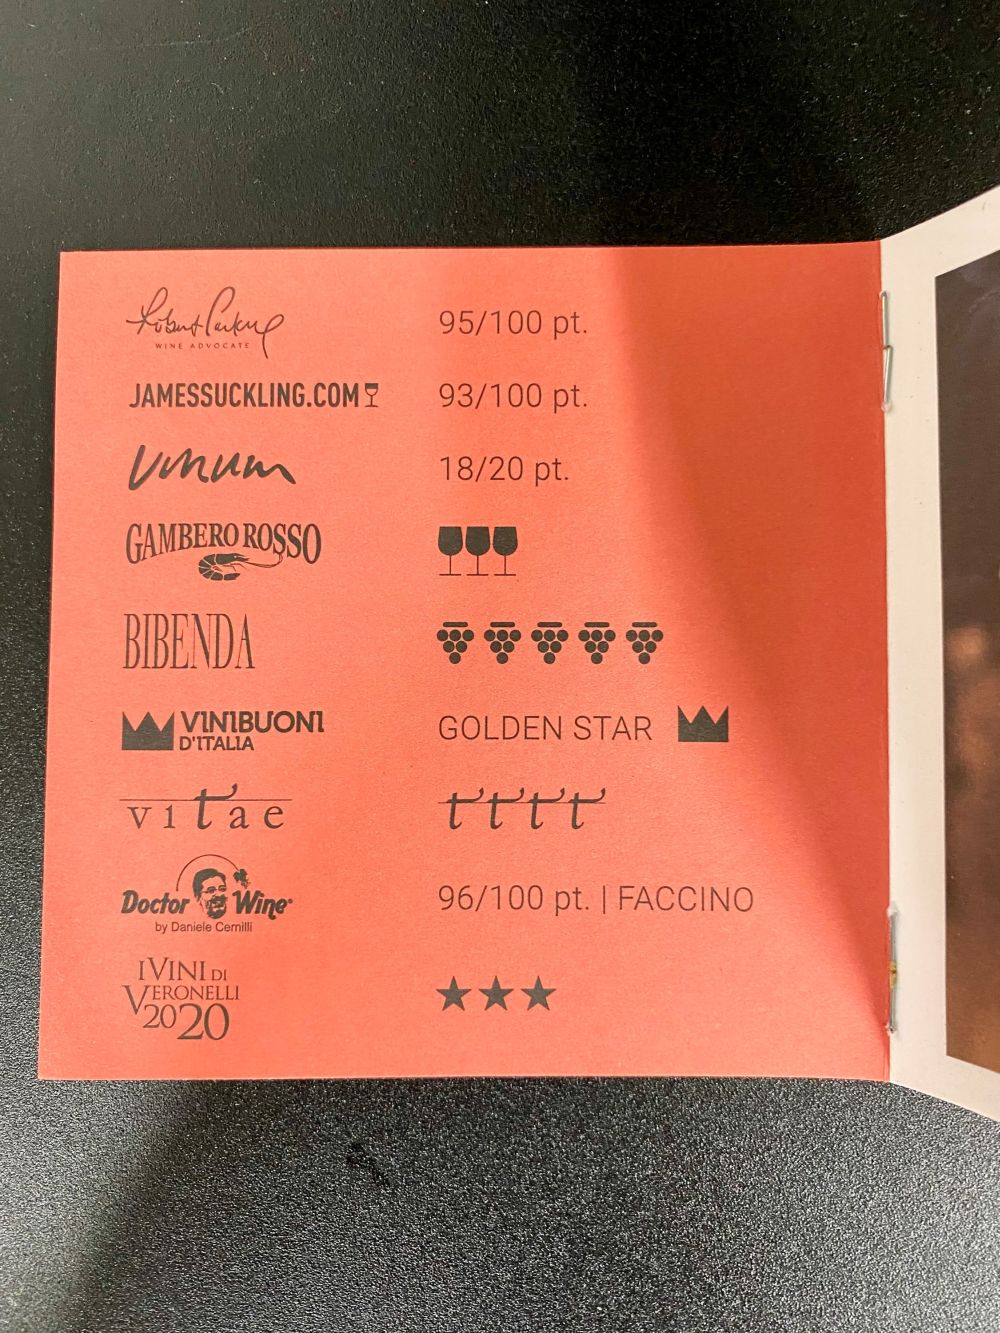 Robert Parker 95/100 pt.
WINE ADVOCATE
JAMESSUCKLING.COM 93/100 pt.
vinum 18/20 pt.
GAMBERO ROSSO
BIBENDA
VINIBUONI GOLDEN STAR
D'ITALIA
vitae tttt
Doctor Wine 96/100 pt. | FACCINO
by Daniele Cernilli
I VINI DI
VERONELLI
2020